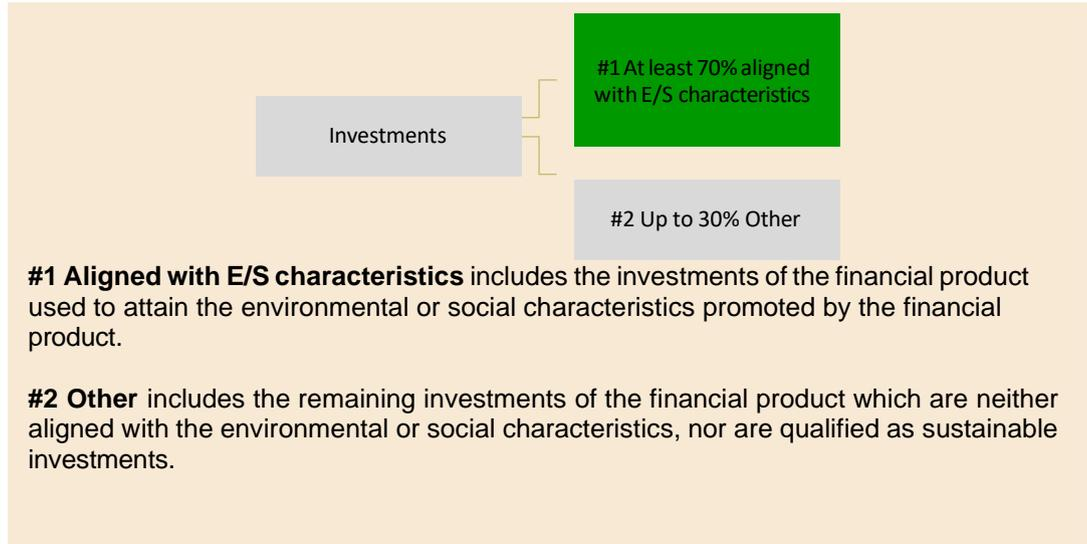 #1 At least 70% aligned
with E/S characteristics
Investments
#2 Up to 30% Other
#1 Aligned with E/S characteristics includes the investments of the financial product
used to attain the environmental or social characteristics promoted by the financial
product.
#2 Other includes the remaining investments of the financial product which are neither
aligned with the environmental or social characteristics, nor are qualified as sustainable
investments.